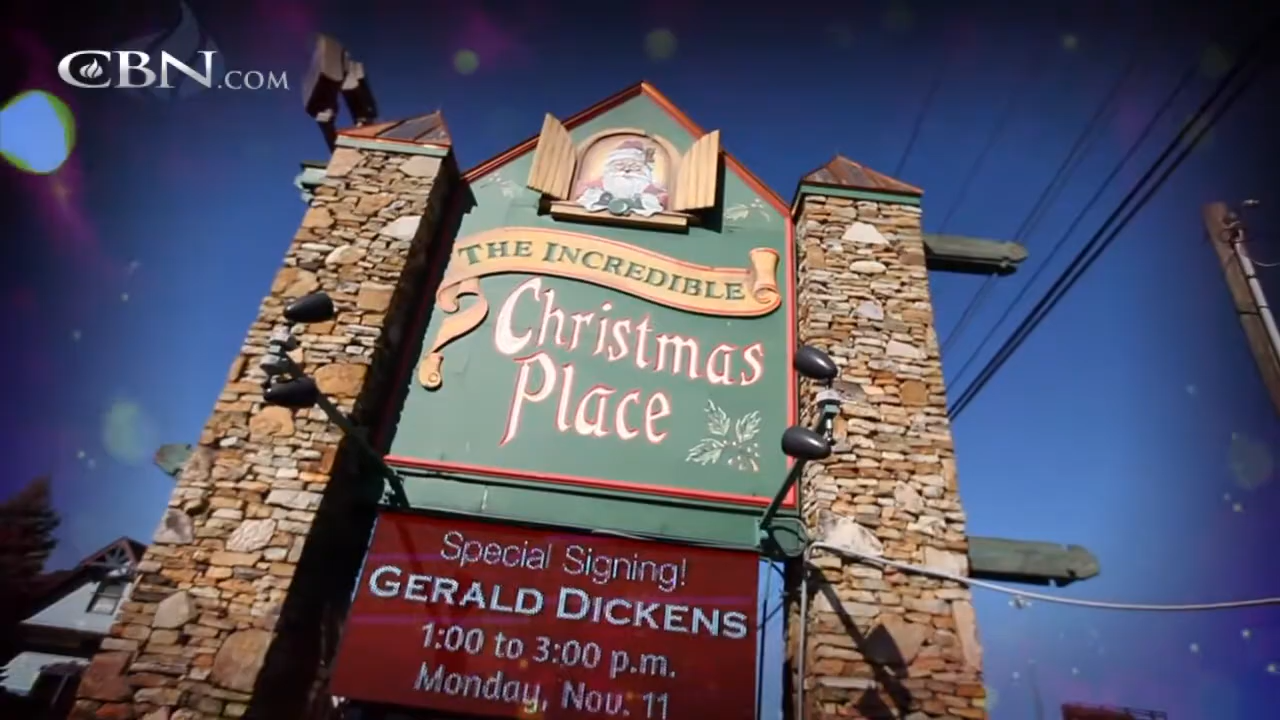 CBN.COM
THE INCREDIBLE
Christmas
Place
Special Signing!
GERALD DICKENS
1:00 to 3:00 p.m.
Monday, Nov. 11